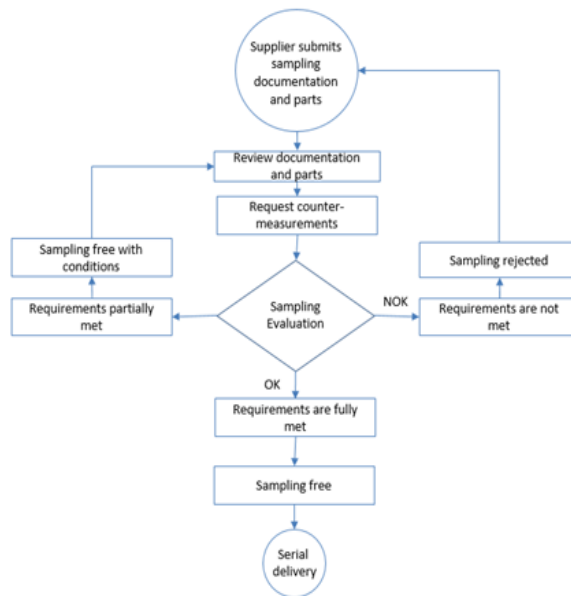 Supplier submits
sampling
documentation
and parts
Review documentation
and parts
Request counter-
measurements
Sampling free with
conditions
Sampling rejected
Requirements partially
met
Sampling
Evaluation
NOK
Requirements are not
met
OK
Requirements are fully
met
Sampling free
Serial
delivery